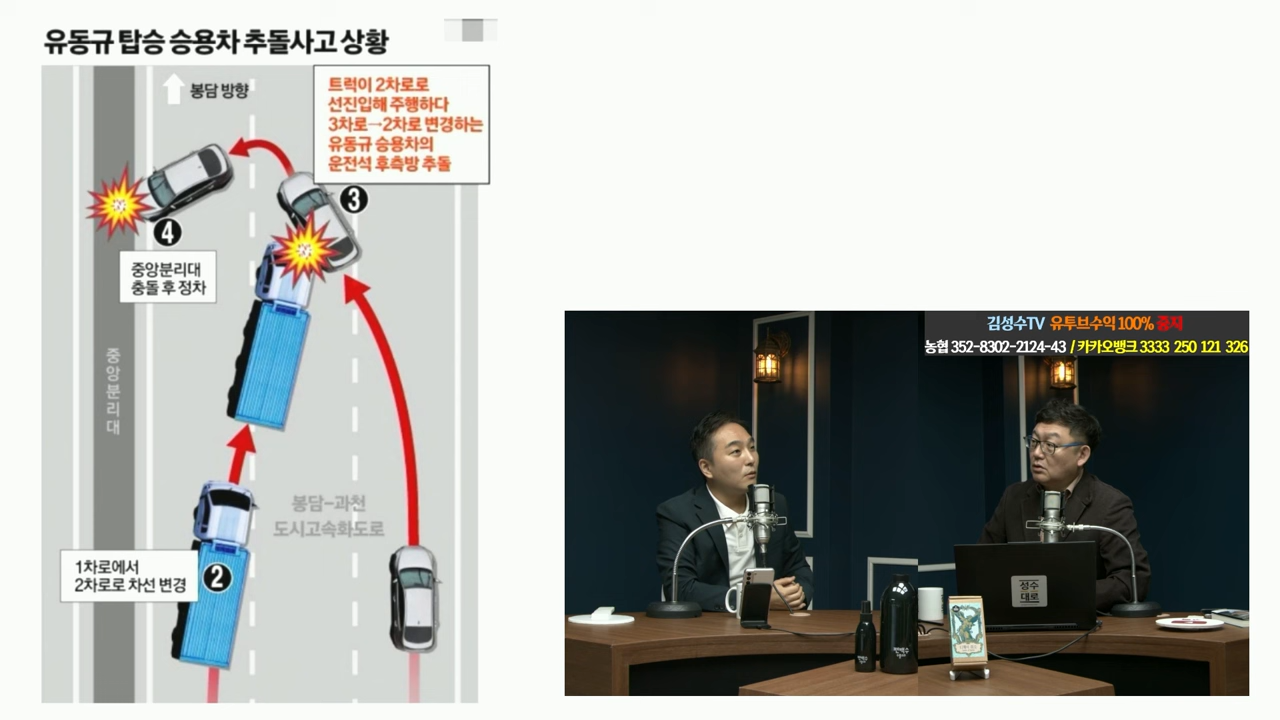 유동규 탑승 승용차 추돌사고 상황
봉담 방향
트럭이 2차로로
선진입해 주행하다
3차로→2차로 변경하는
유동규 승용차의
운전석 후측방 추돌
3
4
중앙분리대
충돌 후 정차
중앙분리대
봉담-과천
도시고속화도로
1차로에서
2차로로 차선 변경
2
김성수TV 유투브수익 100% 중지
농협 352-8302-2124-43 / 카카오뱅크 3333 250 121 326
성수
대로